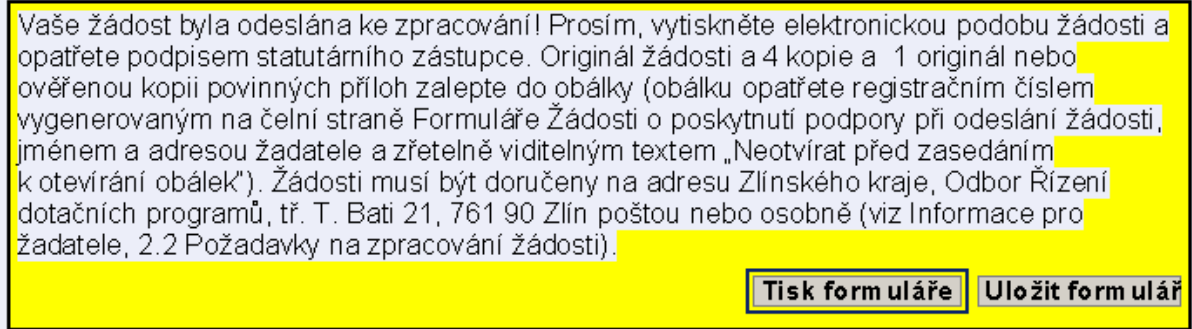 Vaše žádost byla odeslána ke zpracování! Prosím, vytiskněte elektronickou podobu žádosti a
opatřete podpisem statutárního zástupce. Originál žádosti a 4 kopie a 1 originál nebo
ověřenou kopii povinných příloh zalepte do obálky (obálku opatřete registračním číslem
vygenerovaným na čelní straně Formuláře Žádosti o poskytnutí podpory při odeslání žádosti,
jménem a adresou žadatele a zřetelně viditelným textem „Neotvírat před zasedáním
k otevírání obálek"). Žádosti musí být doručeny na adresu Zlínského kraje, Odbor Řízení
dotačních programů, tř. T. Bati 21, 761 90 Zlín poštou nebo osobně (viz Informace pro
žadatele, 2.2 Požadavky na zpracování žádosti).
Tisk formuláře Uložit formulář